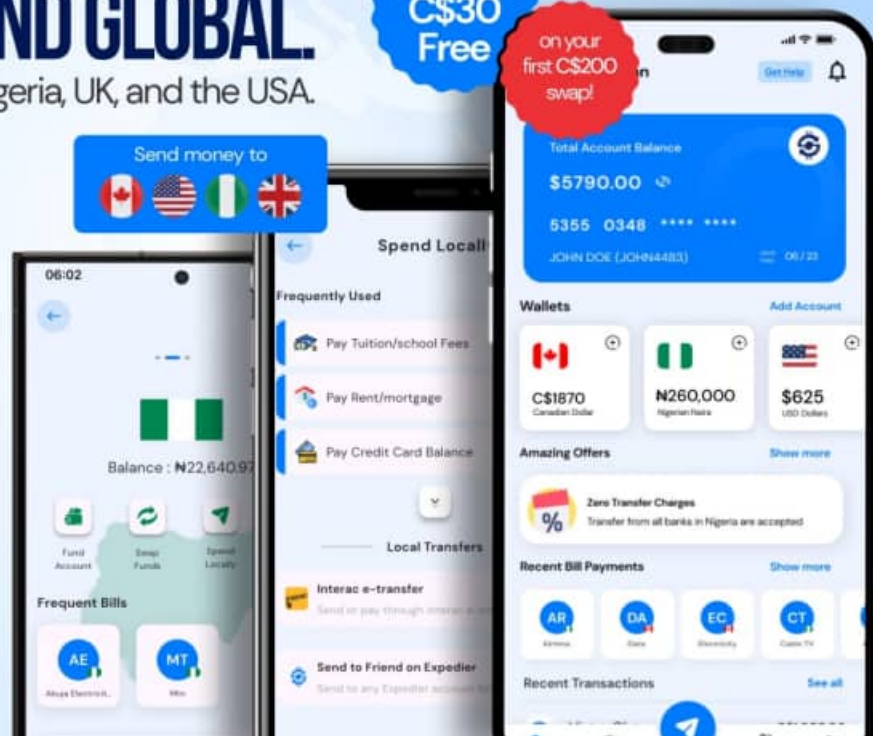 ND GLOBAL.
geria, UK, and the USA.
C$30
Free
on your
first C$200
swap!
Send money to
Get Help
Total Account Balance
$5790.00
5355 0348 **** ****
JOHN DOE (JOHN4483)
06/23
Wallets
Add Account
C$1870
Canadian Dollar
₦260,000
Nigerian Naira
$625
USD Dollars
Amazing Offers
Show more
%
Zero Transfer Charges
Transfer from all banks in Nigeria are accepted
Recent Bill Payments
Show more
AR
DA
Data
EC
Electricity
CT
Cable TV
Recent Transactions
See all
Spend Locall
Frequently Used
Pay Tuition/school Fees
Pay Rent/mortgage
Pay Credit Card Balance
Local Transfers
Interac e-transfer
Send or pay through Interac
Send to Friend on Expedier
Send to any Expedier account
06:02
Balance : ₦22,640.97
Fund
Account
Swap
Funds
Spend
Locally
Frequent Bills
AE
MT